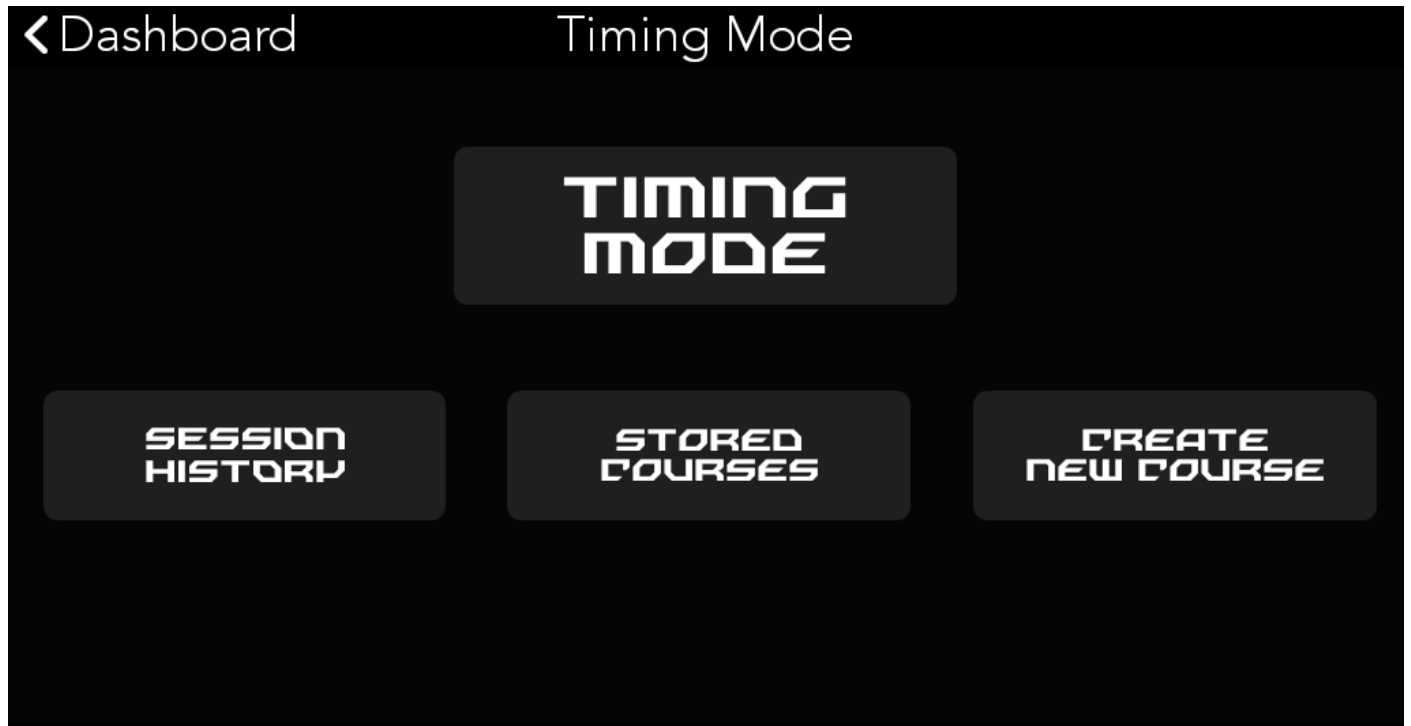 Dashboard
Timing Mode
TIMING
MODE
SESSION
HISTORY
STORED
COURSES
CREATE
NEW COURSE